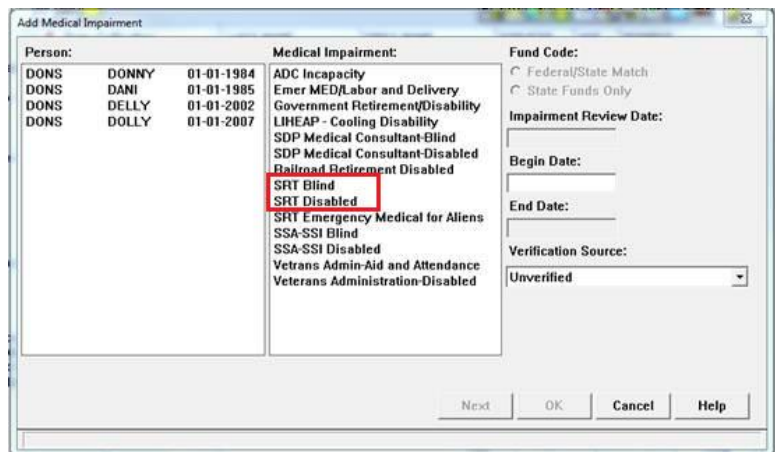 Add Medical Impairment
Person:
DONS DONNY 01-01-1984
DONS DANI 01-01-1985
DONS DELLY 01-01-2002
DONS DOLLY 01-01-2007
Medical Impairment:
ADC Incapacity
Emer MED/Labor and Delivery
Government Retirement/Disability
LIHEAP - Cooling Disability
SDP Medical Consultant-Blind
SDP Medical Consultant-Disabled
Railroad Retirement Disabled
SRT Blind
SRT Disabled
SRT Emergency Medical for Aliens
SSA-SSI Blind
SSA-SSI Disabled
Vetrans Admin-Aid and Attendance
Veterans Administration-Disabled
Fund Code:
Federal/State Match
State Funds Only
Impairment Review Date:
Begin Date:
End Date:
Verification Source:
Unverified
Next OK Cancel Help